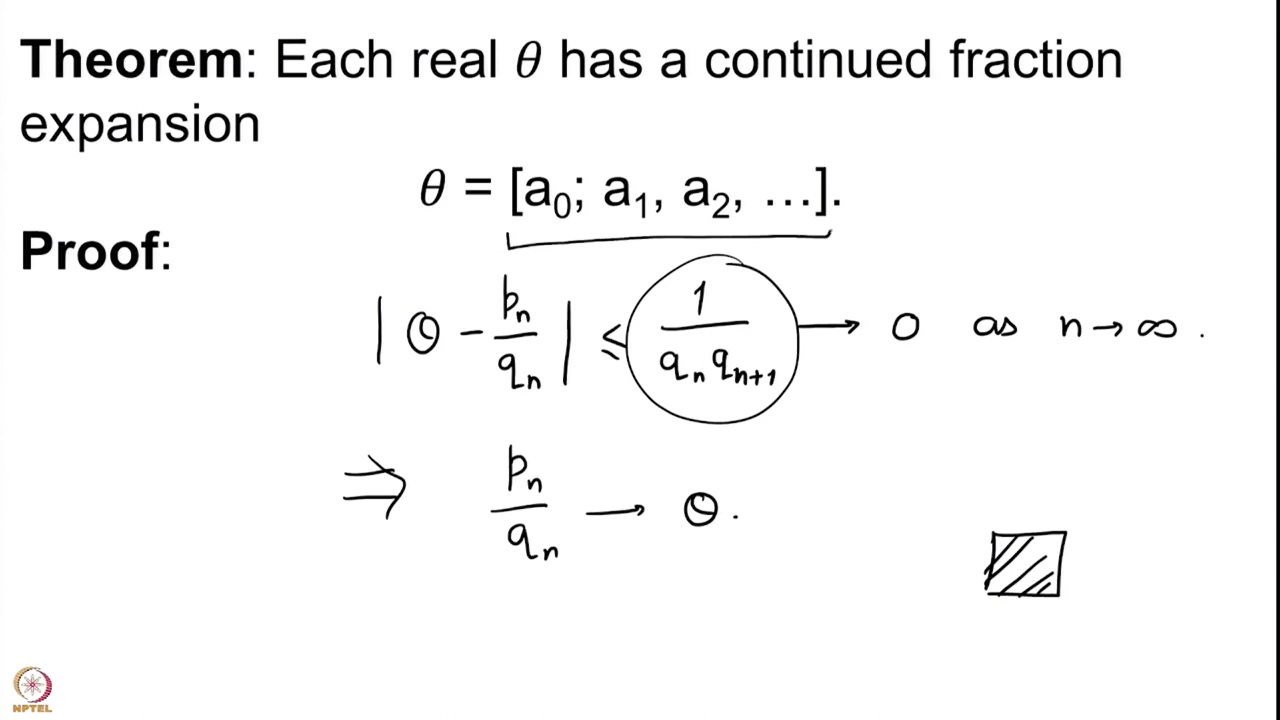 Theorem: Each real θ has a continued fraction
expansion
θ = [a₀; a₁, a₂, …].
Proof:
| θ - pₙ/qₙ | ≤ 1/(qₙ qₙ₊₁) → 0 as n → ∞.
⇒ pₙ/qₙ → θ.
NPTEL